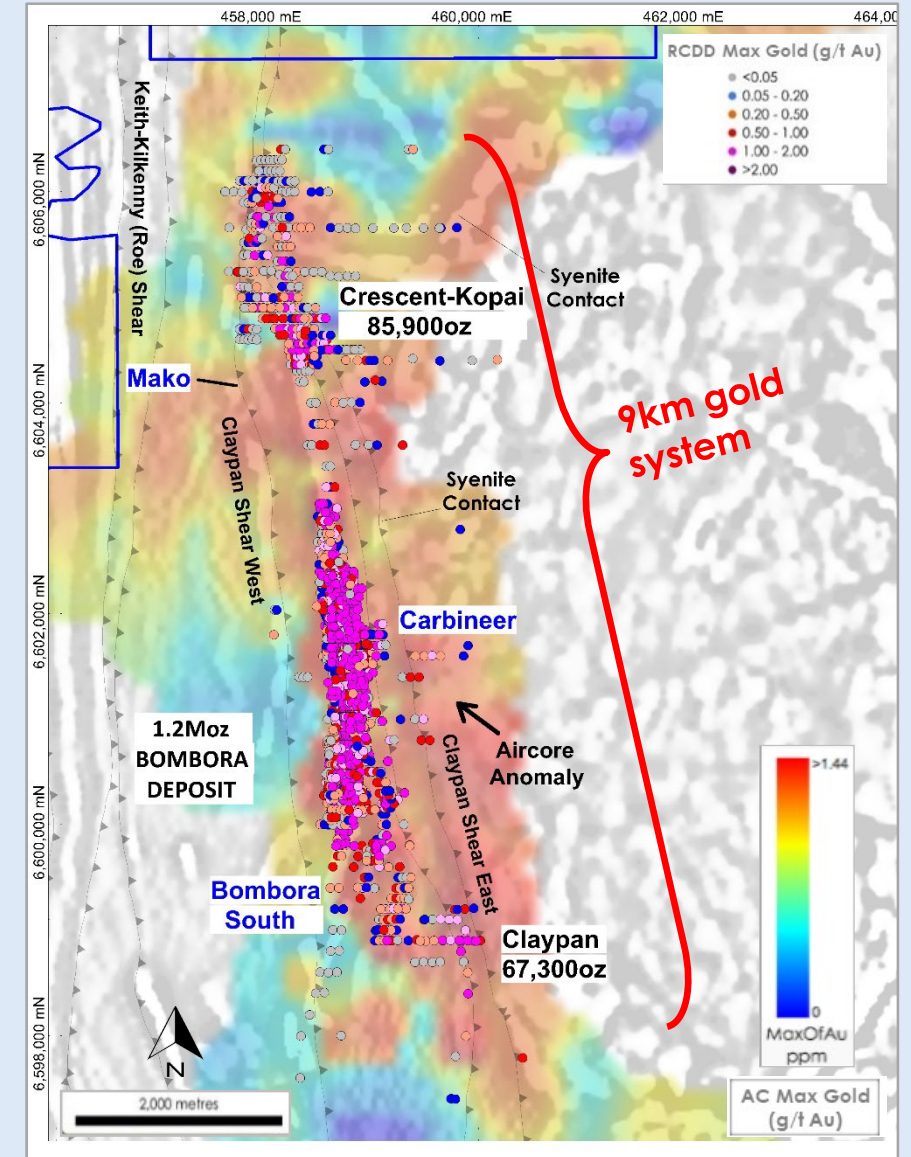 458,000 mE
460,000 mE
462,000 mE
464,00
RCDD Max Gold (g/t Au)
<0.05
0.05 - 0.20
0.20 - 0.50
0.50 - 1.00
1.00 - 2.00
>2.00
6,606,000 mN
6,604,000 mN
6,602,000 mN
6,600,000 mN
6,598,000 mN
Keith-Kilkenny (Roe) Shear
Syenite
Contact
Crescent-Kopai
85,900oz
Mako
9km gold
system
Claypan Shear West
Syenite
Contact
Carbineer
1.2Moz
BOMBORA
DEPOSIT
Aircore
Anomaly
Claypan Shear East
Bombora
South
Claypan
67,300oz
>1.44
0
MaxOfAu
ppm
N
2,000 metres
AC Max Gold
(g/t Au)